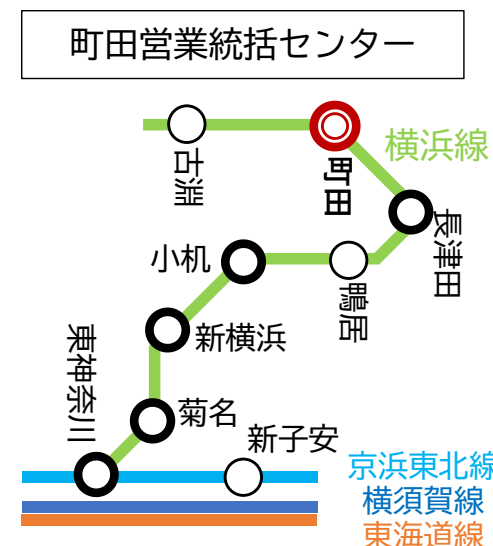 町田営業統括センター
横浜線
古淵
町田
長津田
小机
鴨居
新横浜
東神奈川
菊名
新子安
京浜東北線
横須賀線
東海道線